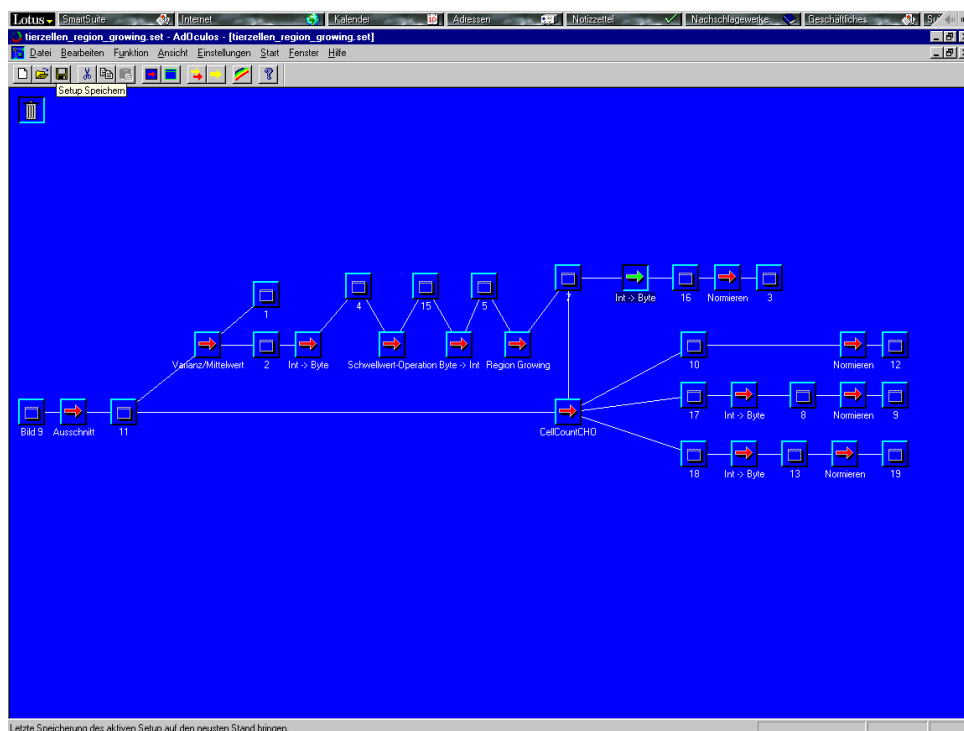 Lotus SmartSuite Internet Kalender 10 Adressen Notizzettel Nachschlagewerke Geschäftliches
tierzellen_region_growing.set - AdOculos - [tierzellen_region_growing.set]
Datei Bearbeiten Funktion Ansicht Einstellungen Start Fenster Hilfe
Setup Speichern
1 4 15 5 7 Int -> Byte 16 Normieren 3
Varianz/Mittelwert 2 Int -> Byte Schwellwert-Operation Byte -> Int Region Growing 10 Normieren 12
Bild 9 Ausschnitt 11 CellCountCHO 17 Int -> Byte 8 Normieren 9
18 Int -> Byte 13 Normieren 19
Letzte Speicherung des aktiven Setup auf den neusten Stand bringen.